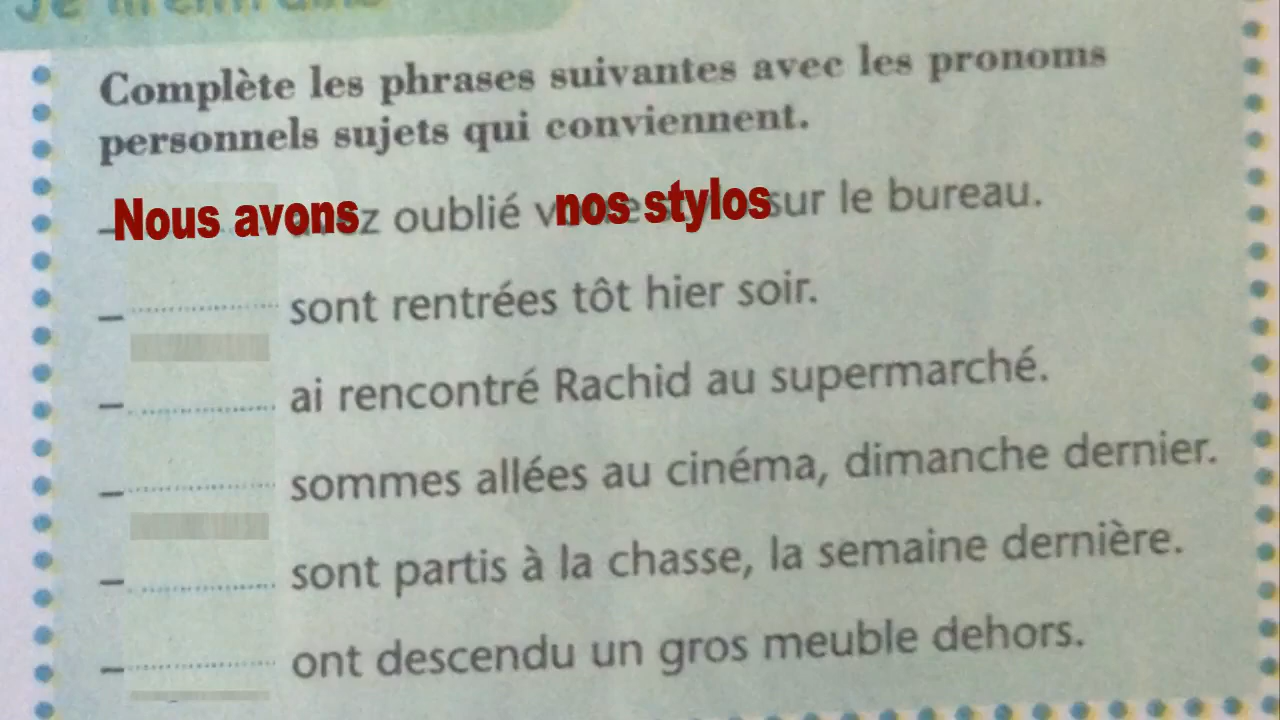 Complète les phrases suivantes avec les pronoms
personnels sujets qui conviennent.
– Nous avons z oublié nos stylos sur le bureau.
– .................... sont rentrées tôt hier soir.
– .................... ai rencontré Rachid au supermarché.
– .................... sommes allées au cinéma, dimanche dernier.
– .................... sont partis à la chasse, la semaine dernière.
– .................... ont descendu un gros meuble dehors.